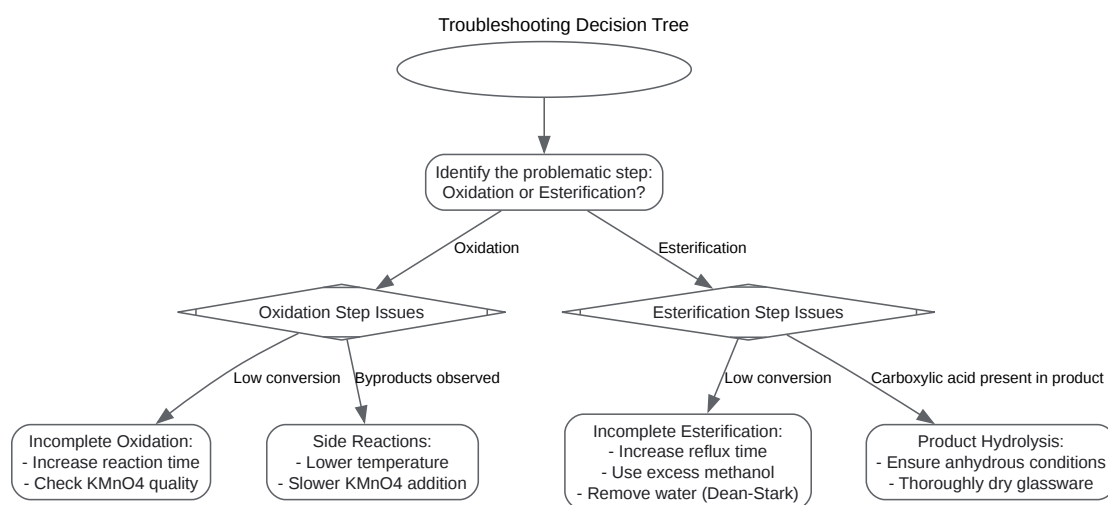 Troubleshooting Decision Tree
Identify the problematic step:
Oxidation or Esterification?
Oxidation
Esterification
Oxidation Step Issues
Esterification Step Issues
Low conversion
Byproducts observed
Low conversion
Carboxylic acid present in product
Incomplete Oxidation:
- Increase reaction time
- Check KMnO4 quality
Side Reactions:
- Lower temperature
- Slower KMnO4 addition
Incomplete Esterification:
- Increase reflux time
- Use excess methanol
- Remove water (Dean-Stark)
Product Hydrolysis:
- Ensure anhydrous conditions
- Thoroughly dry glassware